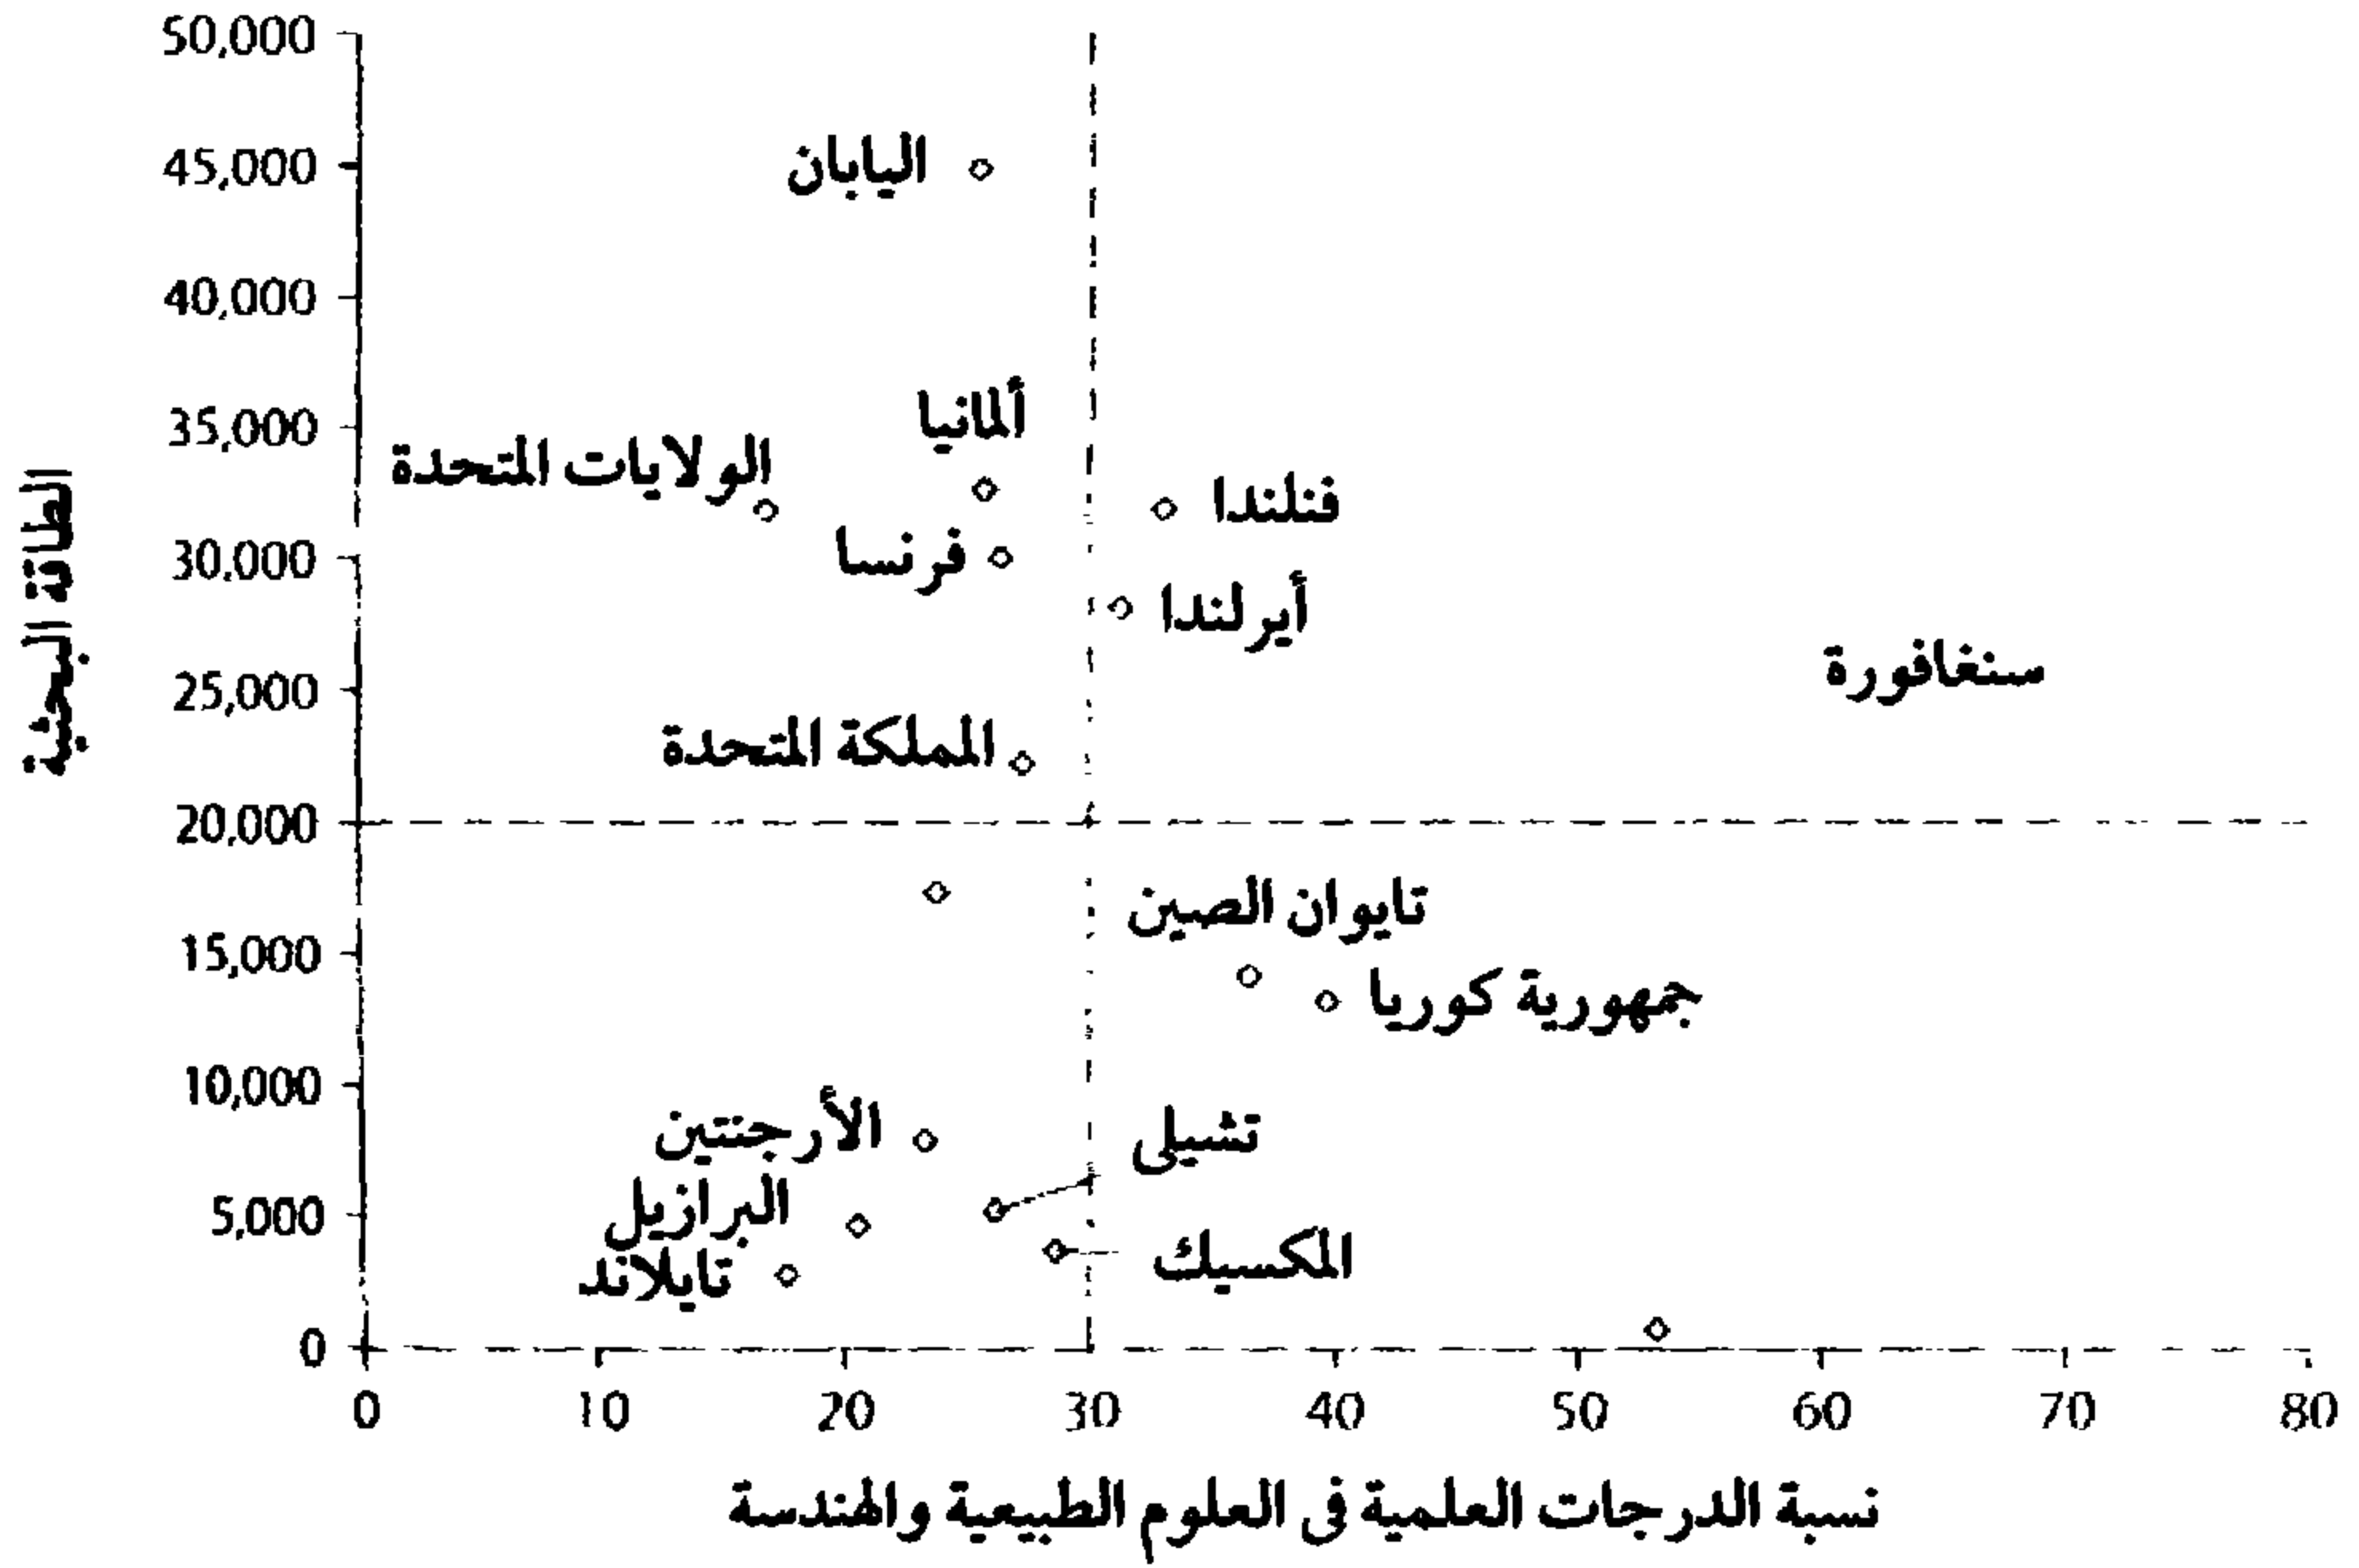 50,000
45,000
40,000
35,000
30,000
25,000
20,000
15,000
10,000
5,000
0
الطاقة البحثية
اليابان
ألمانيا
الولايات المتحدة
فنلندا
فرنسا
أيرلندا
سنغافورة
المملكة المتحدة
تايوان الصين
جمهورية كوريا
الأرجنتين
تشيلى
البرازيل
المكسيك
تايلاند
0 10 20 30 40 50 60 70 80
نسبة الدرجات العلمية فى العلوم الطبيعية والهندسة